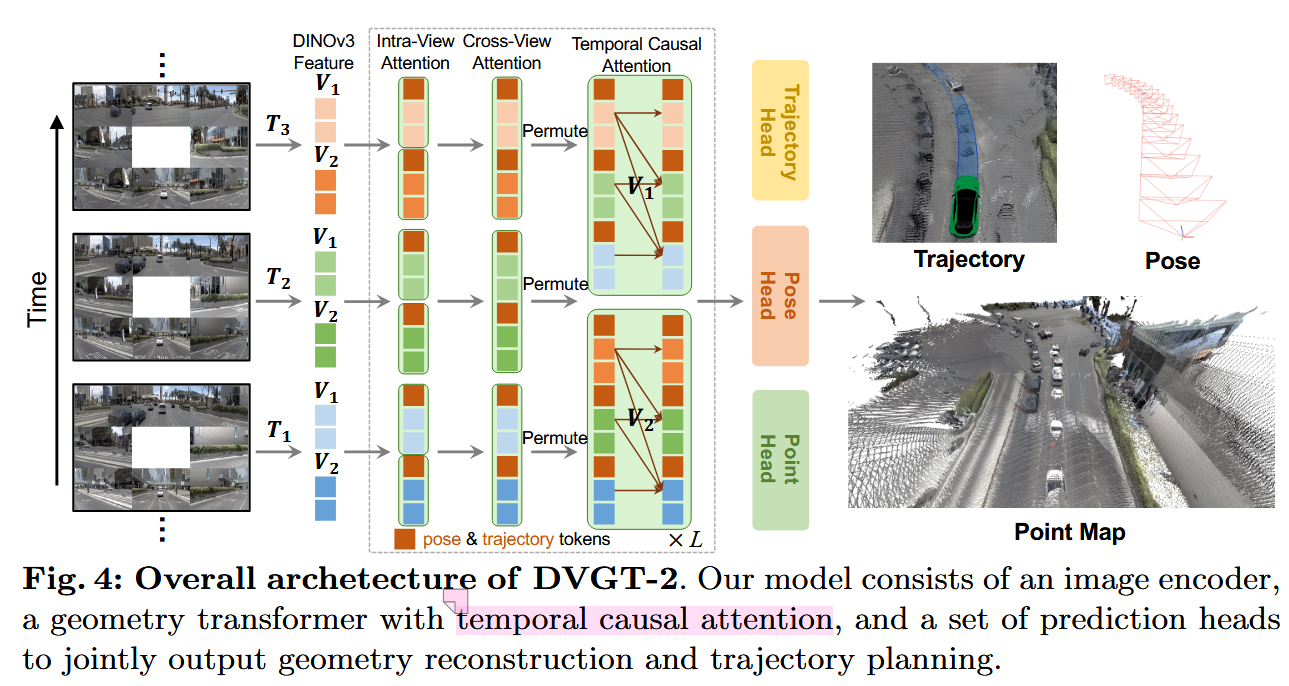 DINOv3
Feature
Intra-View
Attention
Cross-View
Attention
Temporal Causal
Attention
Time
T3
V1
V2
Permute
V1
T2
V1
V2
Permute
T1
V1
V2
Permute
V2
pose & trajectory tokens
× L
Trajectory
Head
Pose
Head
Point
Head
Trajectory
Pose
Point Map
Fig. 4: Overall archetecture of DVGT-2. Our model consists of an image encoder,
a geometry transformer with temporal causal attention, and a set of prediction heads
to jointly output geometry reconstruction and trajectory planning.